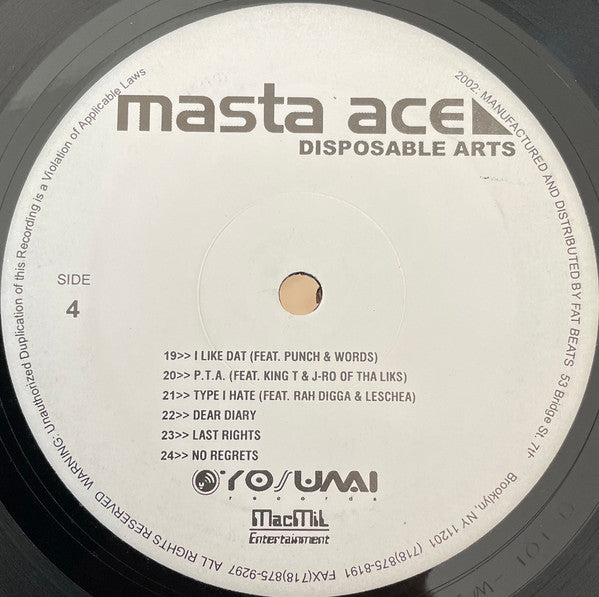 masta ace
DISPOSABLE ARTS
SIDE
4
19>> I LIKE DAT (FEAT. PUNCH & WORDS)
20>> P.T.A. (FEAT. KING T & J-RO OF THA LIKS)
21>> TYPE I HATE (FEAT. RAH DIGGA & LESCHEA)
22>> DEAR DIARY
23>> LAST RIGHTS
24>> NO REGRETS
yosumi
records
MacMil
Entertainment
2002: MANUFACTURED AND DISTRIBUTED BY FAT BEATS 53 Bridge St. Brooklyn, NY 11201 (718)875-8191 FAX(718)875-9297 ALL RIGHTS RESERVED WARNING: Unauthorized Duplication of this Recording is a Violation of Applicable Laws